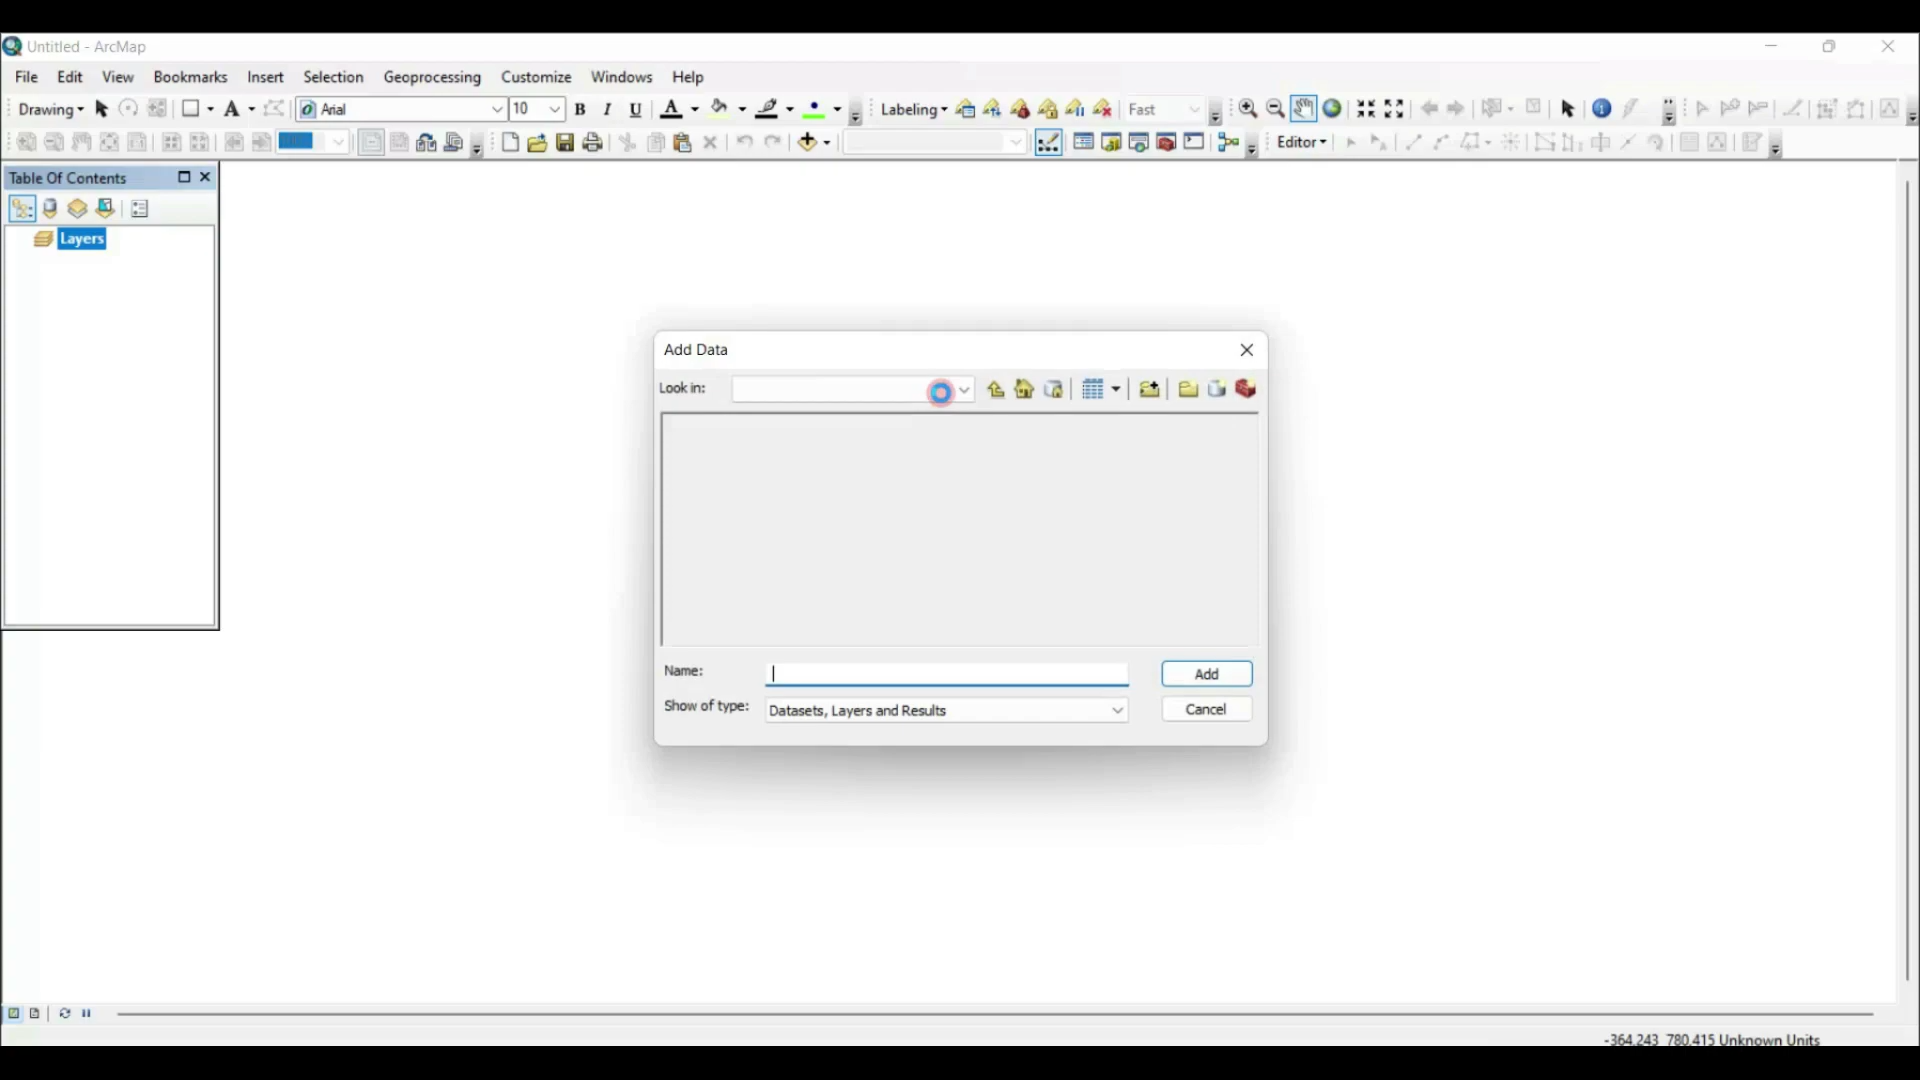 Untitled - ArcMap
File Edit View Bookmarks Insert Selection Geoprocessing Customize Windows Help
Drawing A Arial 10 B I U A Labeling Fast
Editor
Table Of Contents
Layers
Add Data
Look in:
Name:
Add
Show of type: Datasets, Layers and Results
Cancel
-364.243 780.415 Unknown Units